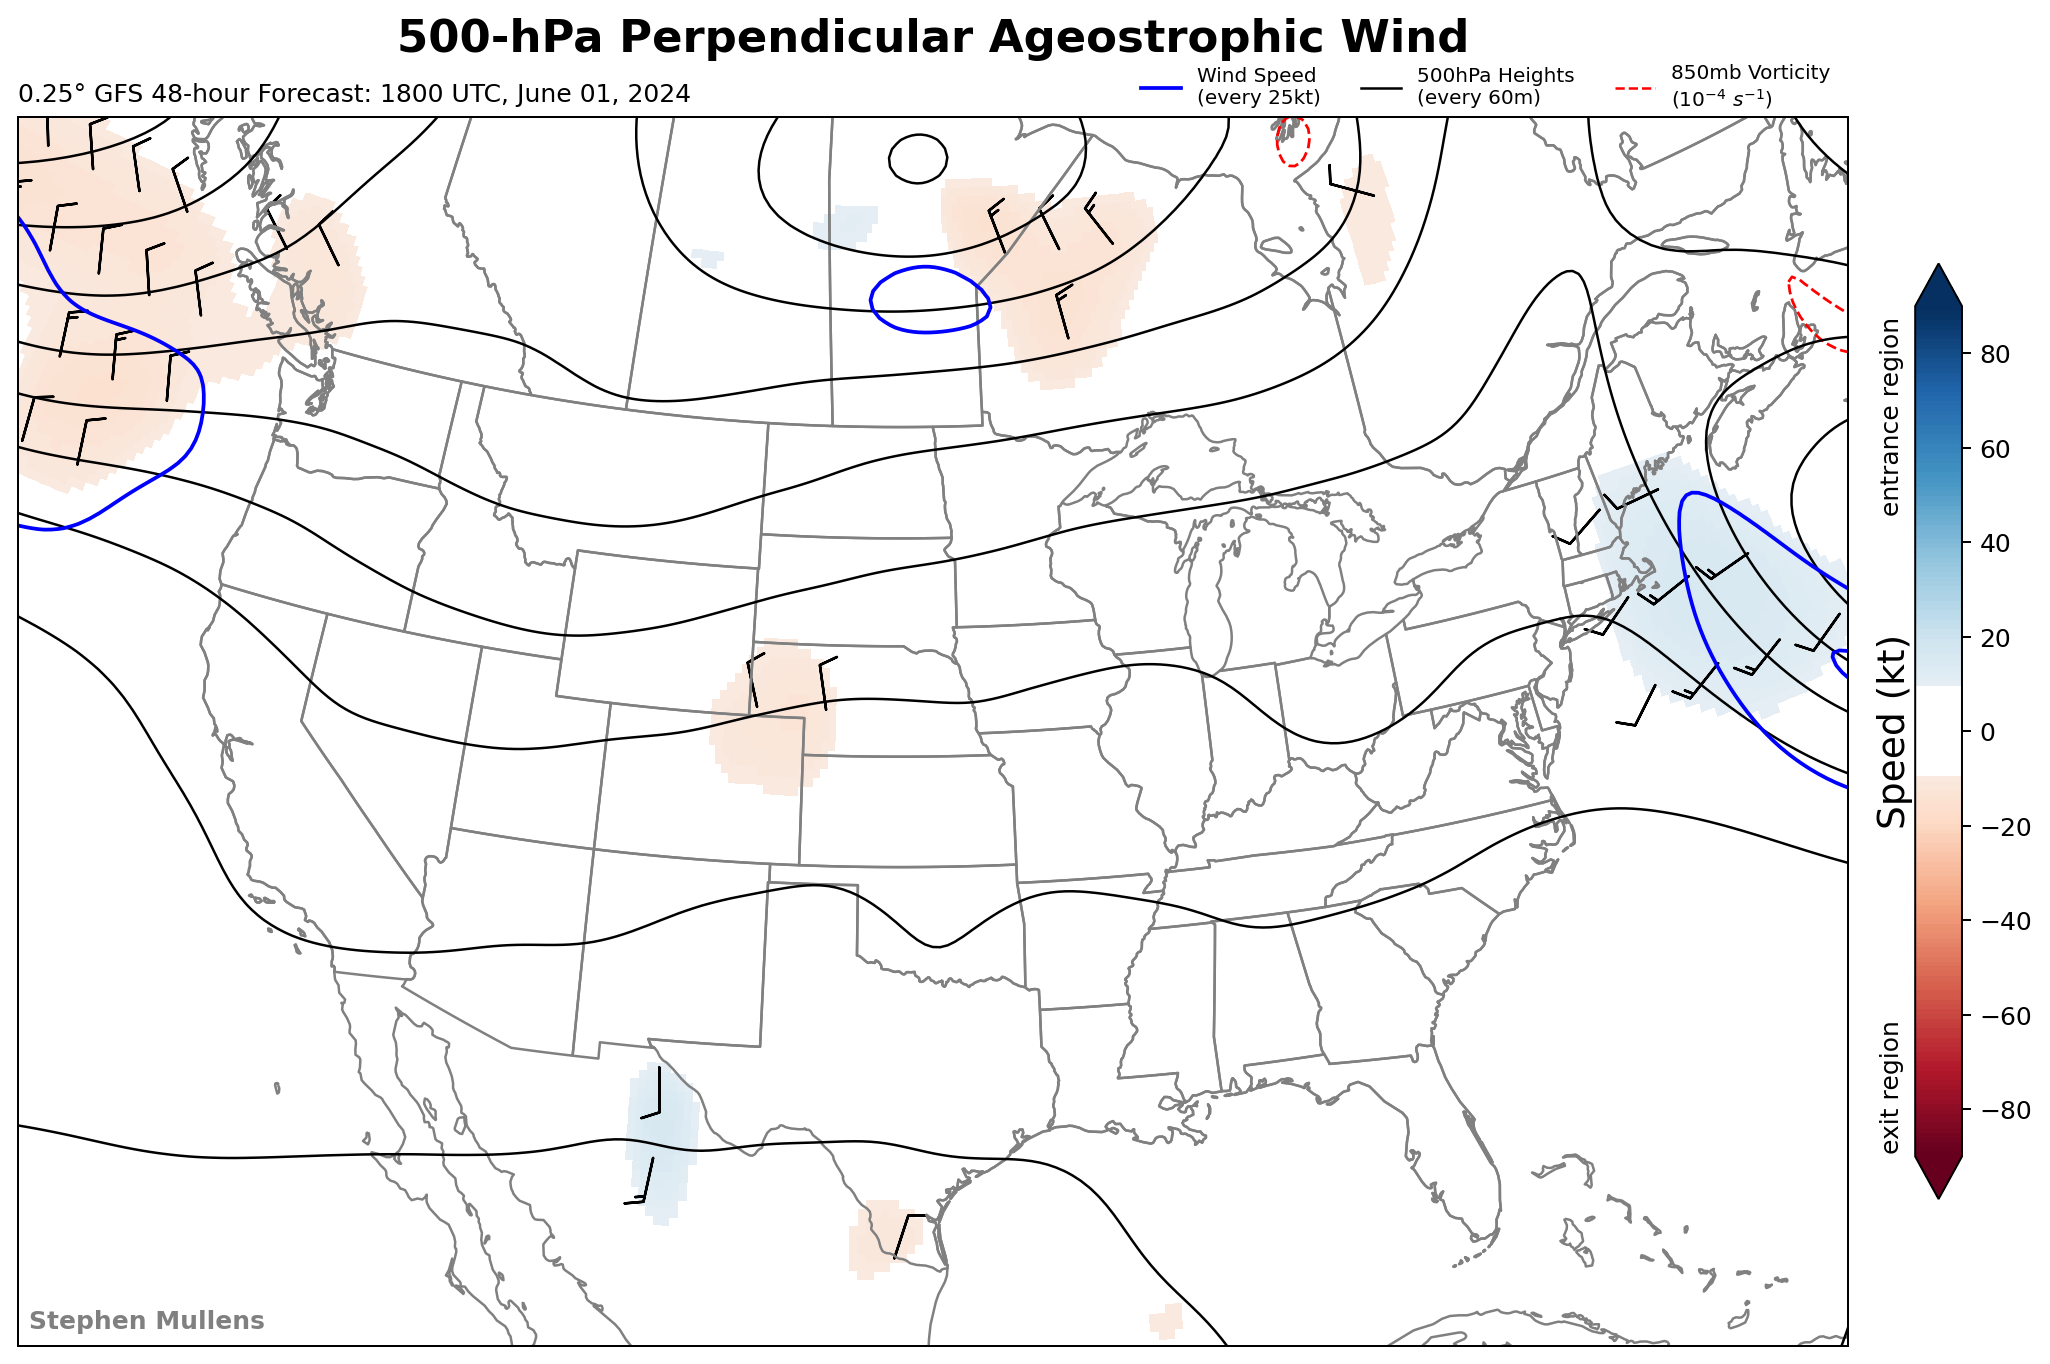 500-hPa Perpendicular Ageostrophic Wind
0.25° GFS 48-hour Forecast: 1800 UTC, June 01, 2024
Wind Speed
(every 25kt)
500hPa Heights
(every 60m)
850mb Vorticity
(10⁻⁴ s⁻¹)
entrance region
Speed (kt)
exit region
80
60
40
20
0
−20
−40
−60
−80
Stephen Mullens